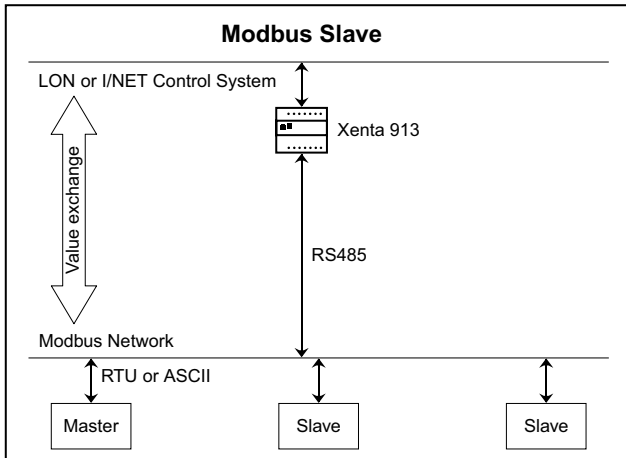 Modbus Slave
LON or I/NET Control System
Xenta 913
Value exchange
RS485
Modbus Network
RTU or ASCII
Master
Slave
Slave